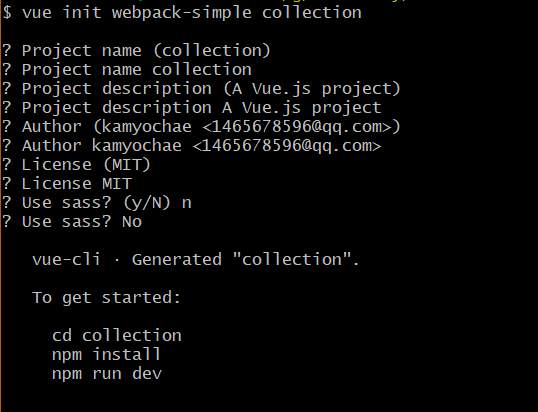 $ vue init webpack-simple collection
? Project name (collection)
? Project name collection
? Project description (A Vue.js project)
? Project description A Vue.js project
? Author (kamyochae <1465678596@qq.com>)
? Author kamyochae <1465678596@qq.com>
? License (MIT)
? License MIT
? Use sass? (y/N) n
? Use sass? No
vue-cli · Generated "collection".
To get started:
cd collection
npm install
npm run dev